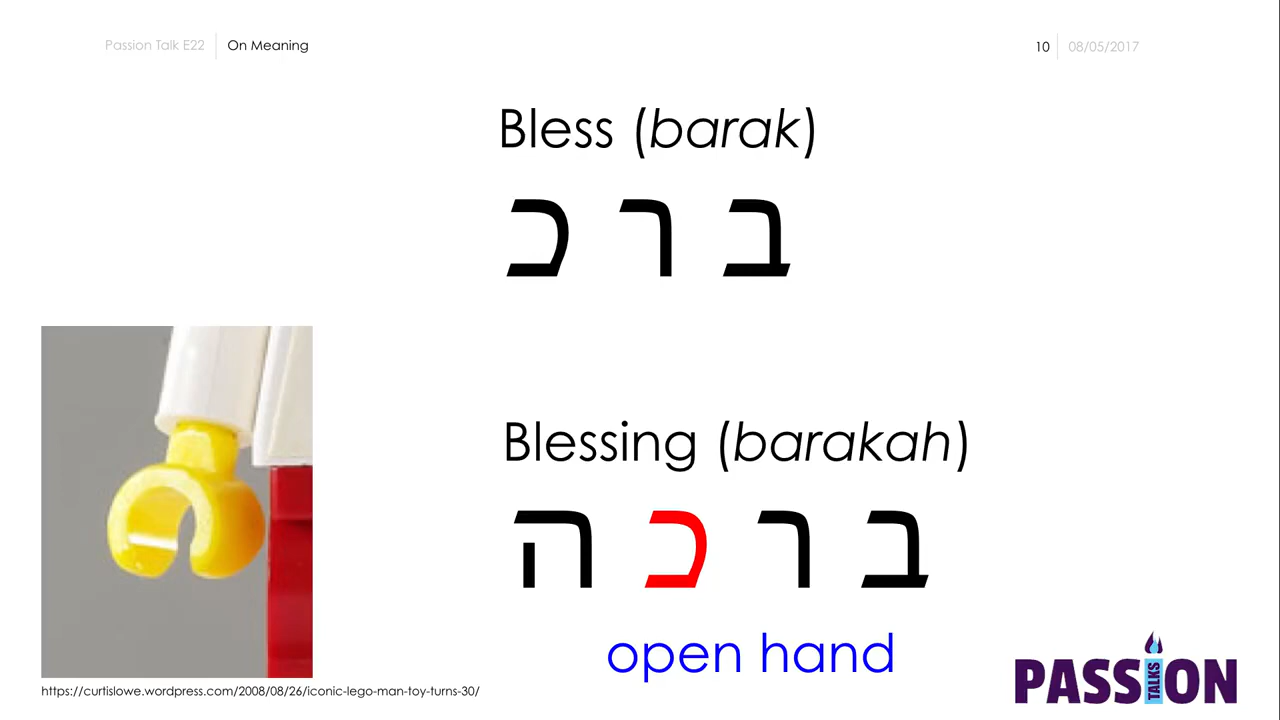 Passion Talk E22 On Meaning 10 08/05/2017
Bless (barak)
ב ר כ
Blessing (barakah)
ב ר כ ה
open hand
https://curtislowe.wordpress.com/2008/08/26/iconic-lego-man-toy-turns-30/
PASSION TALKS